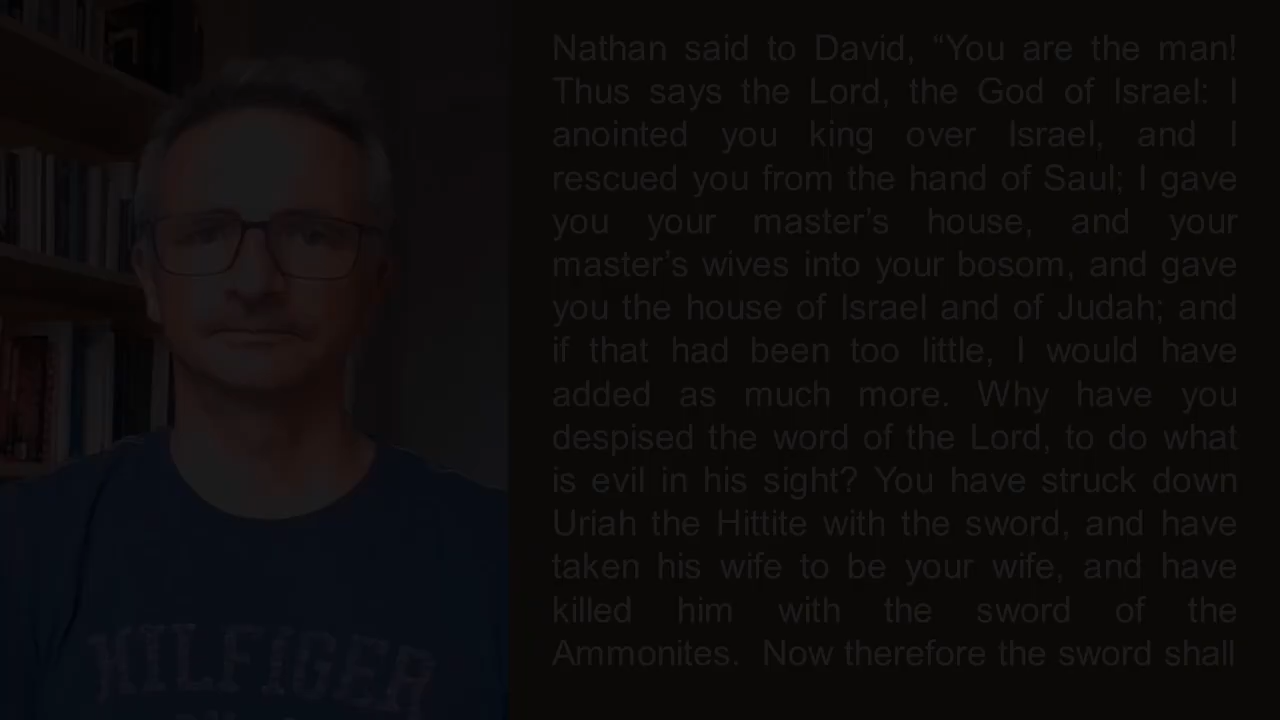 Nathan said to David, “You are the man!
Thus says the Lord, the God of Israel: I
anointed you king over Israel, and I
rescued you from the hand of Saul; I gave
you your master’s house, and your
master’s wives into your bosom, and gave
you the house of Israel and of Judah; and
if that had been too little, I would have
added as much more. Why have you
despised the word of the Lord, to do what
is evil in his sight? You have struck down
Uriah the Hittite with the sword, and have
taken his wife to be your wife, and have
killed him with the sword of the
Ammonites. Now therefore the sword shall
HILFIGER